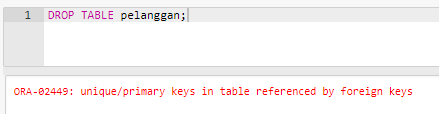 1 DROP TABLE pelanggan;
ORA-02449: unique/primary keys in table referenced by foreign keys